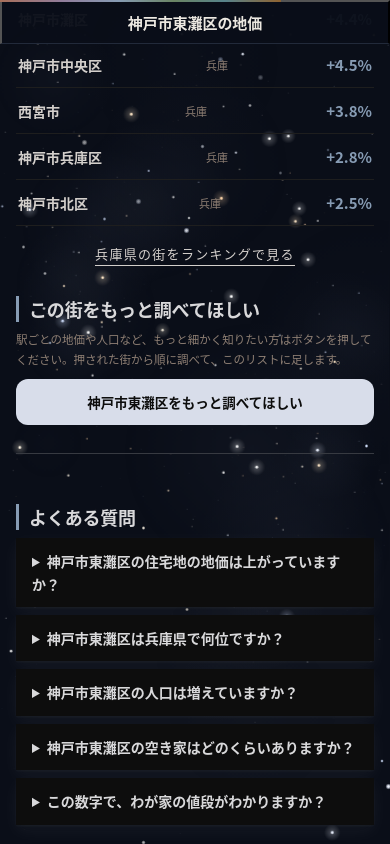 神戸市東灘区の地価
神戸市中央区 兵庫 +4.5%
西宮市 兵庫 +3.8%
神戸市兵庫区 兵庫 +2.8%
神戸市北区 兵庫 +2.5%
兵庫県の街をランキングで見る
この街をもっと調べてほしい
駅ごとの地価や人口など、もっと細かく知りたい方はボタンを押して
ください。押された街から順に調べて、このリストに足します。
神戸市東灘区をもっと調べてほしい
よくある質問
▶ 神戸市東灘区の住宅地の地価は上がっています
か？
▶ 神戸市東灘区は兵庫県で何位ですか？
▶ 神戸市東灘区の人口は増えていますか？
▶ 神戸市東灘区の空き家はどのくらいありますか？
▶ この数字で、わが家の値段がわかりますか？